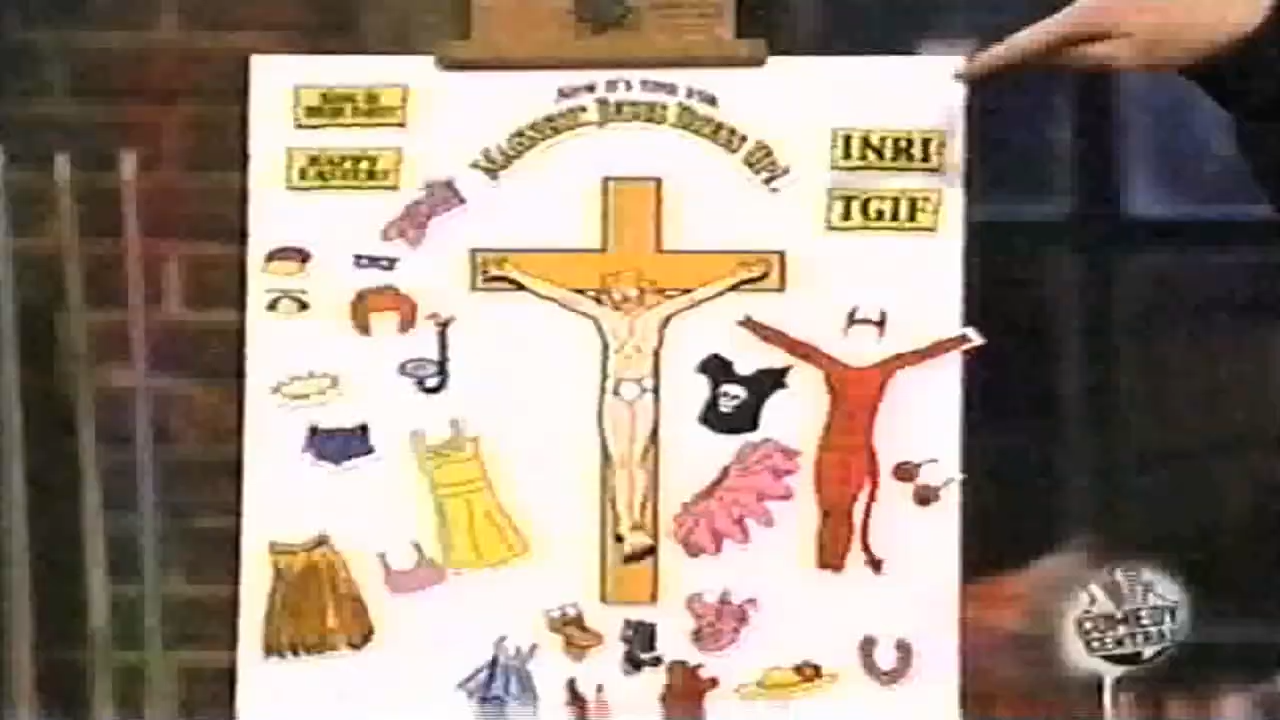 NOW IT'S TIME FOR
MAGNETIC JESUS DRESS UP!
HAPPY
EASTER!
INRI
TGIF
COMEDY
CENTRAL